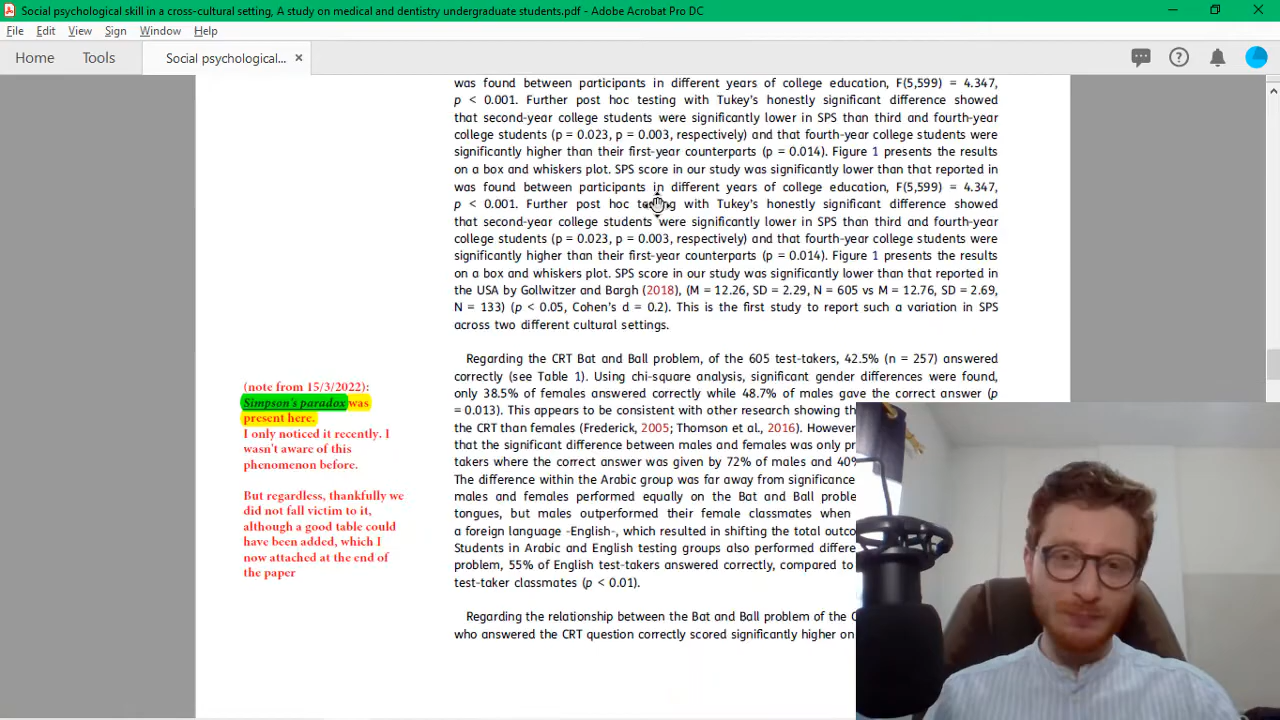 Social psychological skill in a cross-cultural setting, A study on medical and dentistry undergraduate students.pdf - Adobe Acrobat Pro DC
File Edit View Sign Window Help
Home Tools Social psychological... ×
was found between participants in different years of college education, F(5,599) = 4.347,
p < 0.001. Further post hoc testing with Tukey's honestly significant difference showed
that second-year college students were significantly lower in SPS than third and fourth-year
college students (p = 0.023, p = 0.003, respectively) and that fourth-year college students were
significantly higher than their first-year counterparts (p = 0.014). Figure 1 presents the results
on a box and whiskers plot. SPS score in our study was significantly lower than that reported in
was found between participants in different years of college education, F(5,599) = 4.347,
p < 0.001. Further post hoc testing with Tukey's honestly significant difference showed
that second-year college students were significantly lower in SPS than third and fourth-year
college students (p = 0.023, p = 0.003, respectively) and that fourth-year college students were
significantly higher than their first-year counterparts (p = 0.014). Figure 1 presents the results
on a box and whiskers plot. SPS score in our study was significantly lower than that reported in
the USA by Gollwitzer and Bargh (2018), (M = 12.26, SD = 2.29, N = 605 vs M = 12.76, SD = 2.69,
N = 133) (p < 0.05, Cohen's d = 0.2). This is the first study to report such a variation in SPS
across two different cultural settings.
Regarding the CRT Bat and Ball problem, of the 605 test-takers, 42.5% (n = 257) answered
correctly (see Table 1). Using chi-square analysis, significant gender differences were found,
only 38.5% of females answered correctly while 48.7% of males gave the correct answer (p
= 0.013). This appears to be consistent with other research showing th
the CRT than females (Frederick, 2005; Thomson et al., 2016). However
that the significant difference between males and females was only pr
takers where the correct answer was given by 72% of males and 40%
The difference within the Arabic group was far away from significance
males and females performed equally on the Bat and Ball proble
tongues, but males outperformed their female classmates when
a foreign language -English-, which resulted in shifting the total outco
Students in Arabic and English testing groups also performed differe
problem, 55% of English test-takers answered correctly, compared to
test-taker classmates (p < 0.01).
Regarding the relationship between the Bat and Ball problem of the C
who answered the CRT question correctly scored significantly higher on
(note from 15/3/2022):
Simpson's paradox was
present here.
I only noticed it recently. I
wasn't aware of this
phenomenon before.
But regardless, thankfully we
did not fall victim to it,
although a good table could
have been added, which I
now attached at the end of
the paper